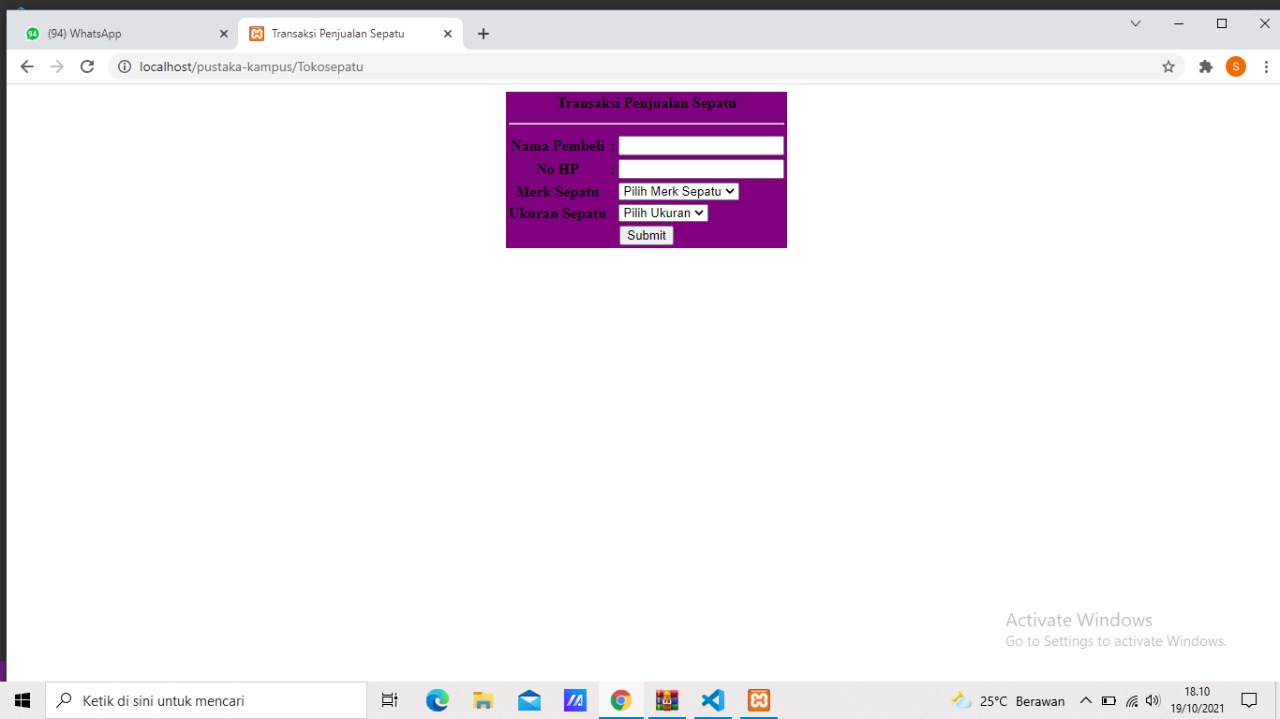 94 (94) WhatsApp
Transaksi Penjualan Sepatu
localhost/pustaka-kampus/Tokosepatu
S
Transaksi Penjualan Sepatu
Nama Pembeli :
No HP :
Merk Sepatu : Pilih Merk Sepatu
Ukuran Sepatu : Pilih Ukuran
Submit
Activate Windows
Go to Settings to activate Windows.
Ketik di sini untuk mencari
25°C Berawan
18.10
19/10/2021